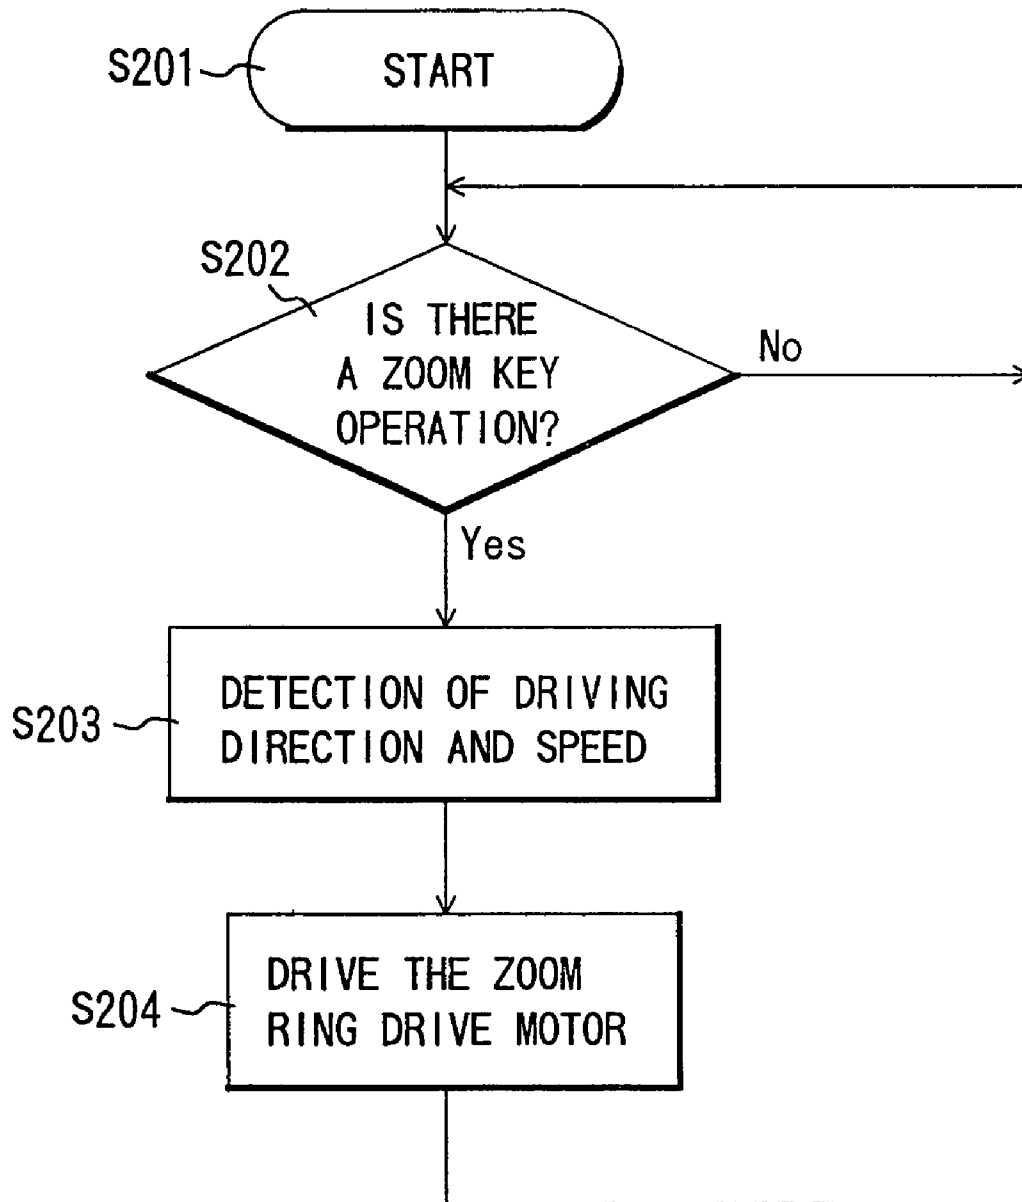 S201
START
S202
IS THERE
A ZOOM KEY
OPERATION?
No
Yes
S203
DETECTION OF DRIVING
DIRECTION AND SPEED
S204
DRIVE THE ZOOM
RING DRIVE MOTOR